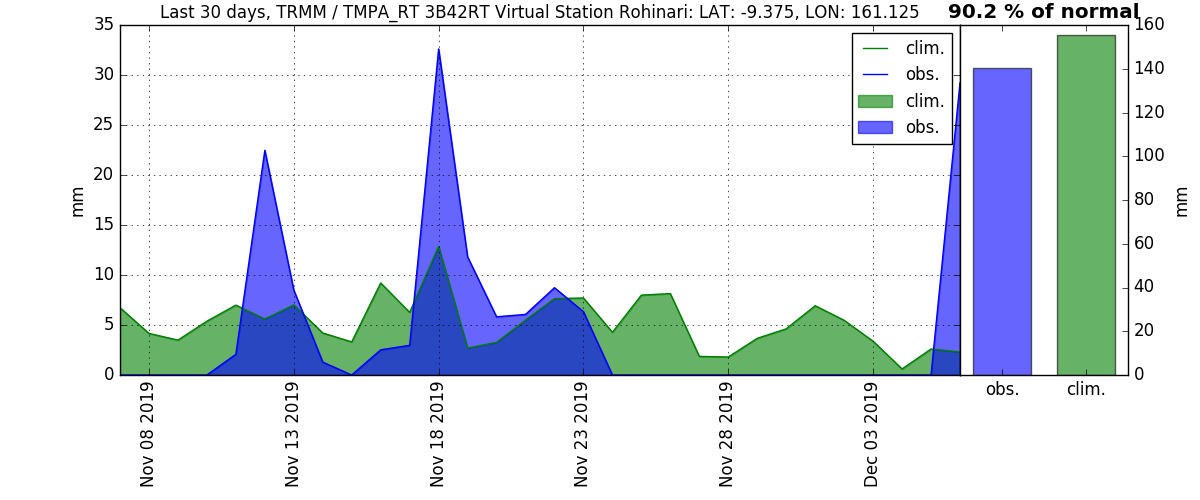 Last 30 days, TRMM / TMPA_RT 3B42RT Virtual Station Rohinari: LAT: -9.375, LON: 161.125
90.2 % of normal
35
30
25
20
15
10
5
0
mm
clim.
obs.
clim.
obs.
160
140
120
100
80
60
40
20
0
mm
Nov 08 2019
Nov 13 2019
Nov 18 2019
Nov 23 2019
Nov 28 2019
Dec 03 2019
obs.
clim.